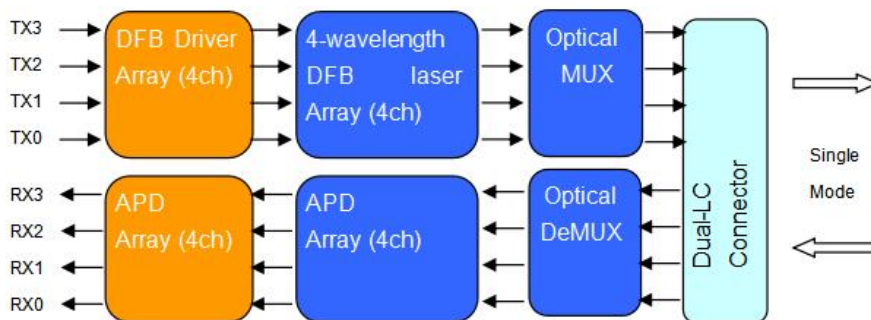 TX3
TX2
TX1
TX0
DFB Driver
Array (4ch)
4-wavelength
DFB laser
Array (4ch)
Optical
MUX
RX3
RX2
RX1
RX0
APD
Array (4ch)
APD
Array (4ch)
Optical
DeMUX
Dual-LC
Connector
Single
Mode